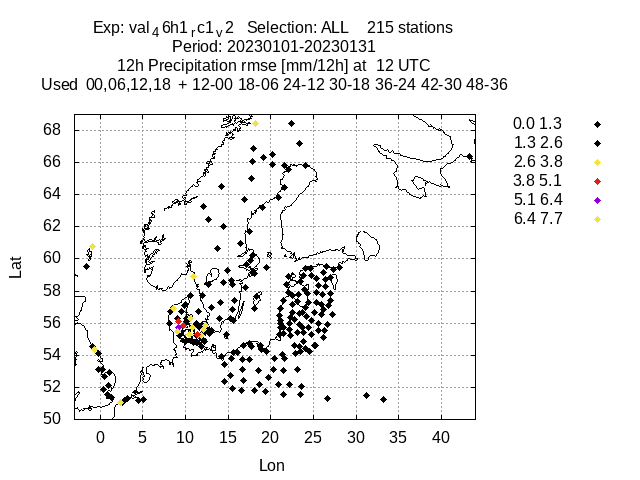 Exp: val4 6h1r c1v 2 Selection: ALL 215 stations
Period: 20230101-20230131
12h Precipitation rmse [mm/12h] at 12 UTC
Used 00,06,12,18 + 12-00 18-06 24-12 30-18 36-24 42-30 48-36
68
66
64
62
60
58
56
54
52
50
Lat
0 5 10 15 20 25 30 35 40
Lon
0.0 1.3
1.3 2.6
2.6 3.8
3.8 5.1
5.1 6.4
6.4 7.7